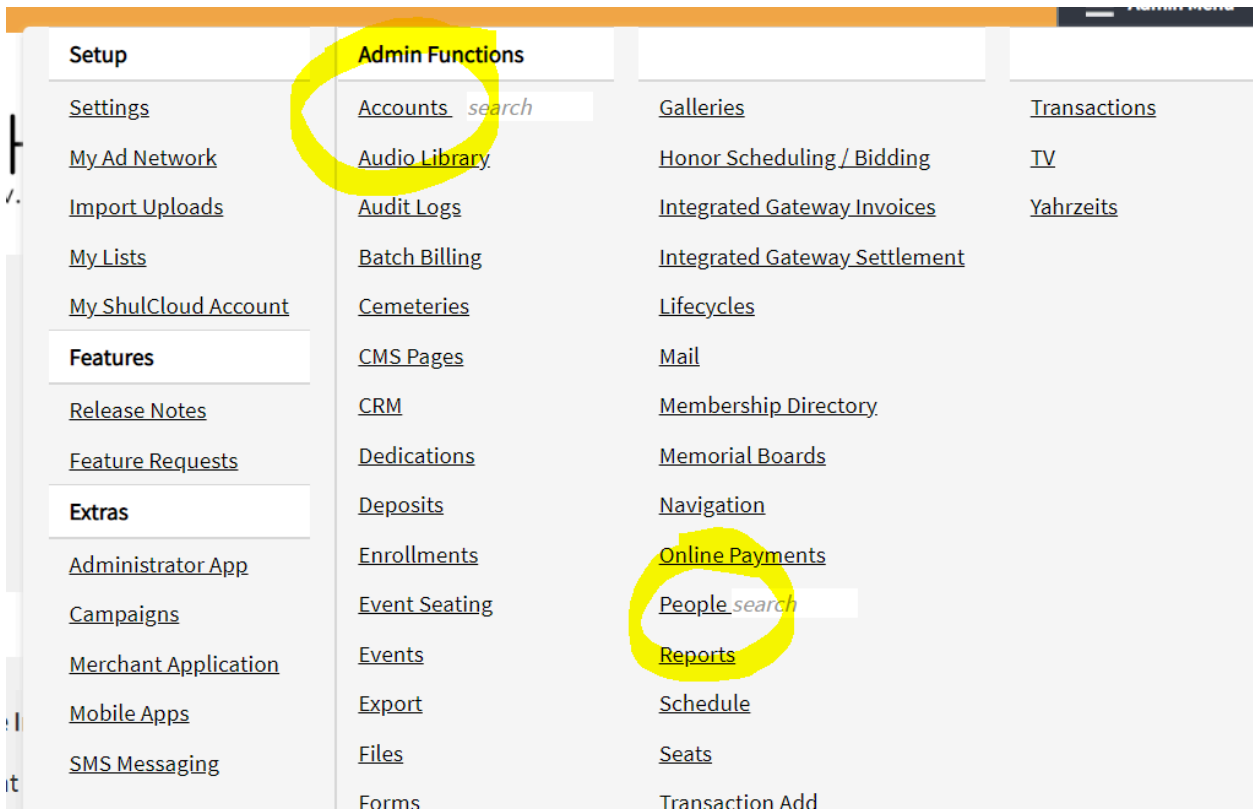 Admin Menu
Setup
Settings
My Ad Network
Import Uploads
My Lists
My ShulCloud Account
Features
Release Notes
Feature Requests
Extras
Administrator App
Campaigns
Merchant Application
Mobile Apps
SMS Messaging
Admin Functions
Accounts search
Audio Library
Audit Logs
Batch Billing
Cemeteries
CMS Pages
CRM
Dedications
Deposits
Enrollments
Event Seating
Events
Export
Files
Forms
Galleries
Honor Scheduling / Bidding
Integrated Gateway Invoices
Integrated Gateway Settlement
Lifecycles
Mail
Membership Directory
Memorial Boards
Navigation
Online Payments
People search
Reports
Schedule
Seats
Transaction Add
Transactions
TV
Yahrzeits